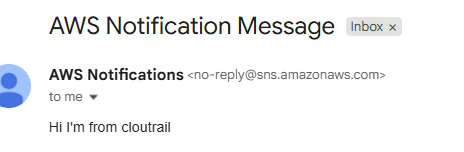 AWS Notification Message Inbox ×
AWS Notifications <no-reply@sns.amazonaws.com>
to me
Hi I'm from cloutrail